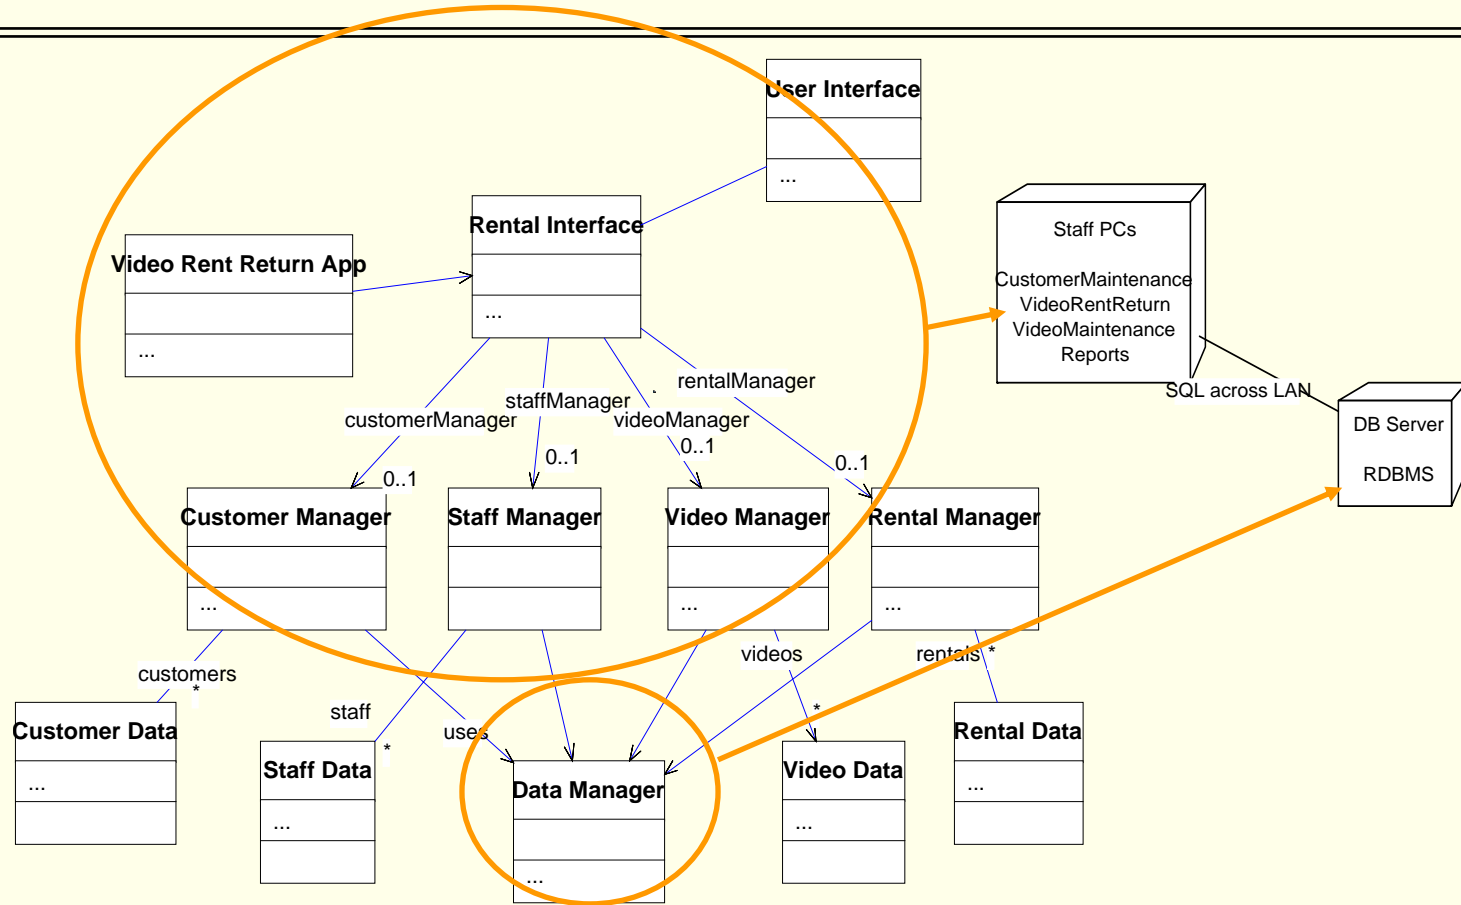 User Interface
...
Rental Interface
...
Video Rent Return App
...
Staff PCs
CustomerMaintenance
VideoRentReturn
VideoMaintenance
Reports
SQL across LAN
DB Server
RDBMS
customerManager
0..1
staffManager
0..1
videoManager
0..1
rentalManager
0..1
Customer Manager
...
Staff Manager
...
Video Manager
...
Rental Manager
...
customers
*
staff
*
uses
videos
*
rentals *
Customer Data
...
Staff Data
...
Data Manager
...
Video Data
...
Rental Data
...